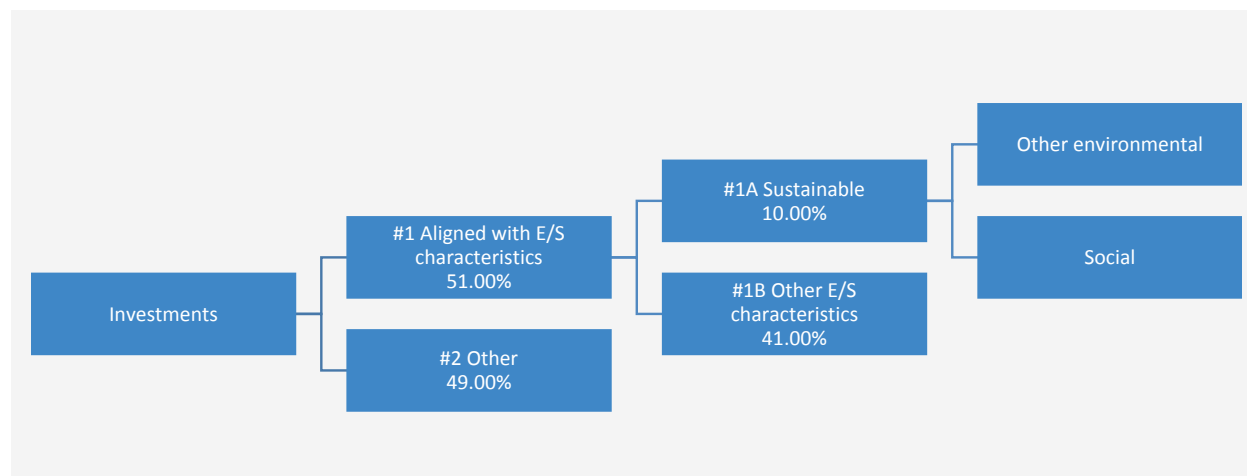 Investments
#1 Aligned with E/S
characteristics
51.00%
#2 Other
49.00%
#1A Sustainable
10.00%
#1B Other E/S
characteristics
41.00%
Other environmental
Social